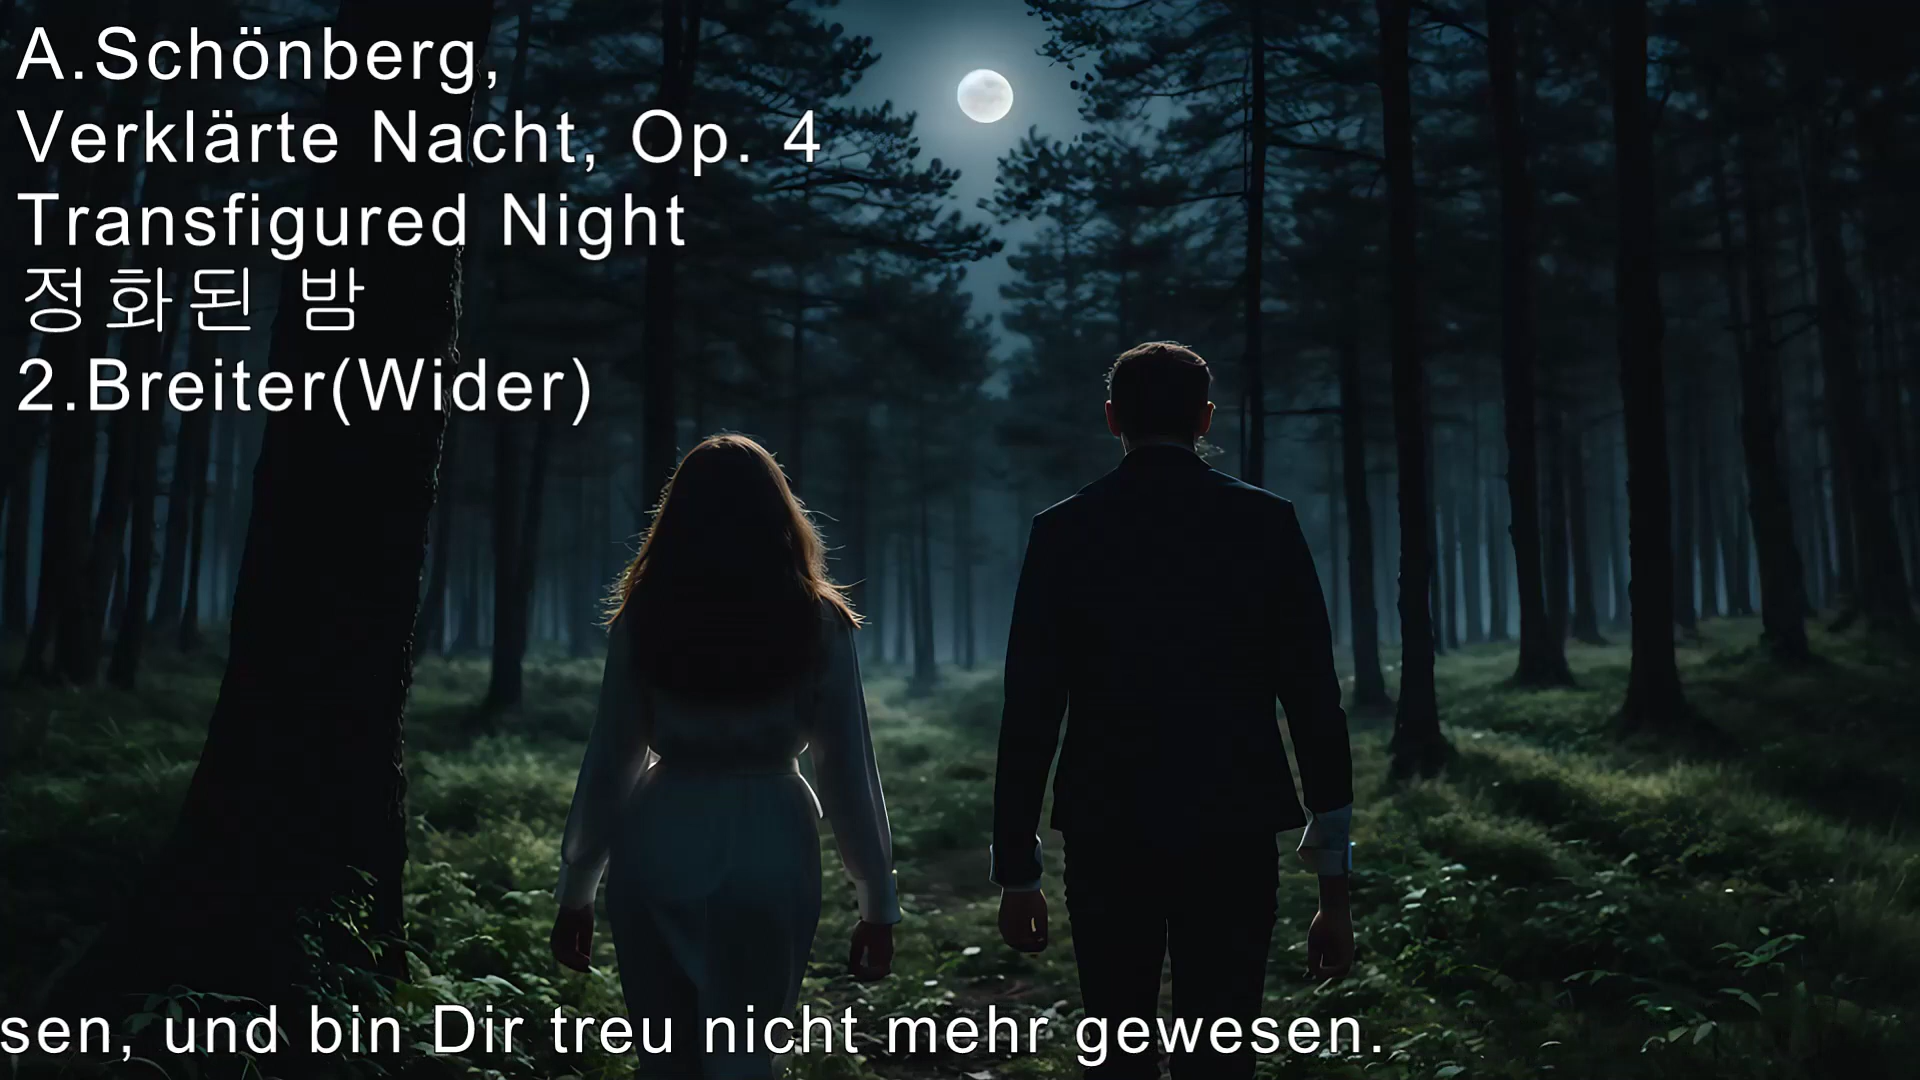 A.Schönberg,
Verklärte Nacht, Op. 4
Transfigured Night
정화된 밤
2.Breiter(Wider)
sen, und bin Dir treu nicht mehr gewesen.